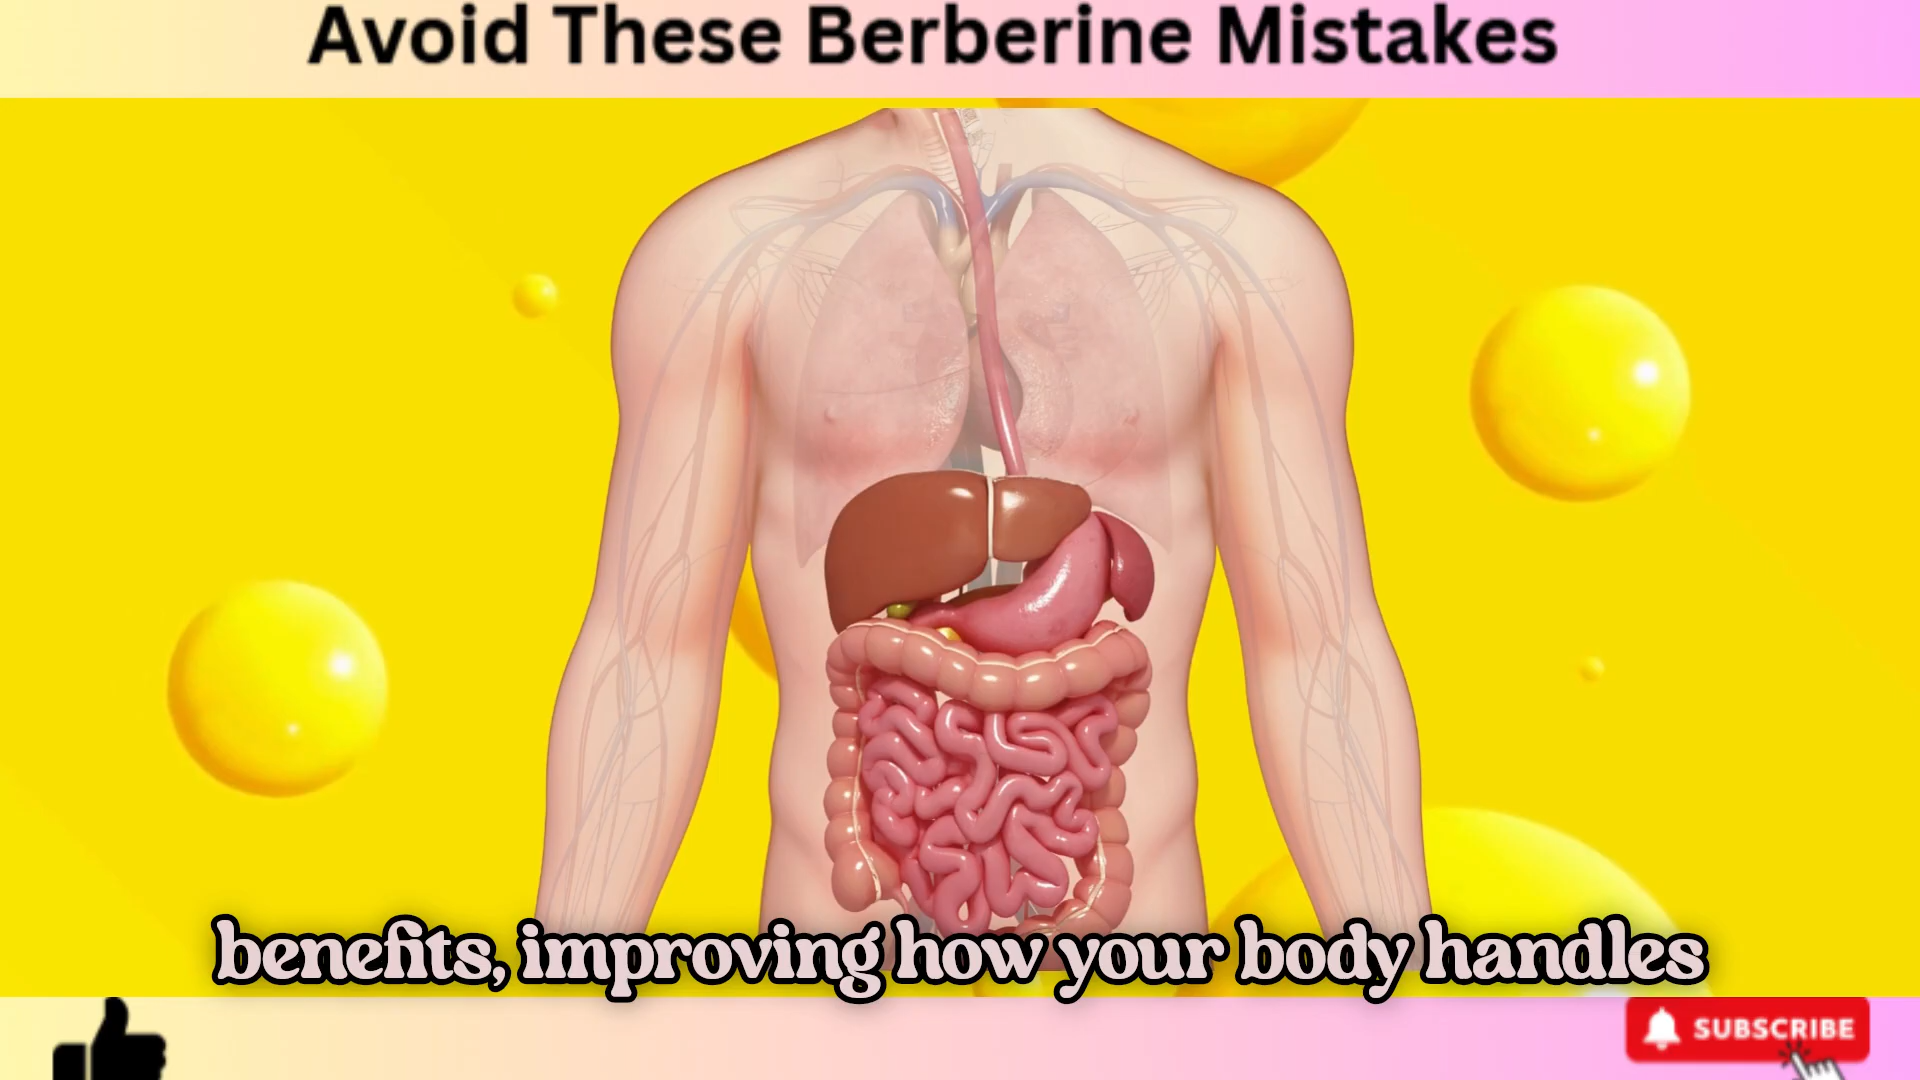 Avoid These Berberine Mistakes
benefits, improving how your body handles
SUBSCRIBE